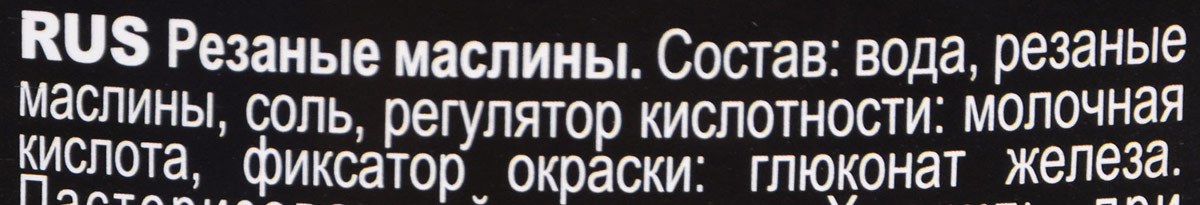 RUS Резаные маслины. Состав: вода, резаные
маслины, соль, регулятор кислотности: молочная
кислота, фиксатор окраски: глюконат железа.